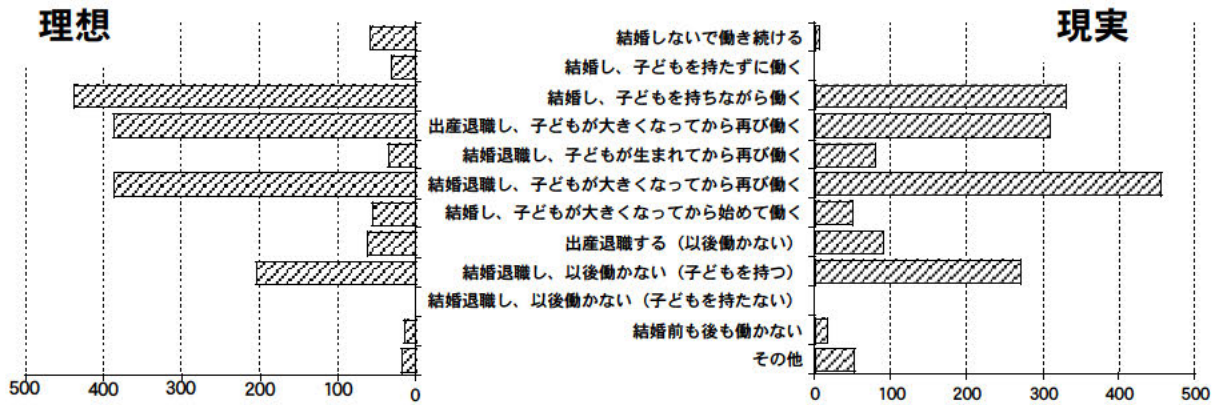 理想
現実
結婚しないで働き続ける
結婚し、子どもを持たずに働く
結婚し、子どもを持ちながら働く
出産退職し、子どもが大きくなってから再び働く
結婚退職し、子どもが生まれてから再び働く
結婚退職し、子どもが大きくなってから再び働く
結婚し、子どもが大きくなってから始めて働く
出産退職する（以後働かない）
結婚退職し、以後働かない（子どもを持つ）
結婚退職し、以後働かない（子どもを持たない）
結婚前も後も働かない
その他
500 400 300 200 100 0
0 100 200 300 400 500